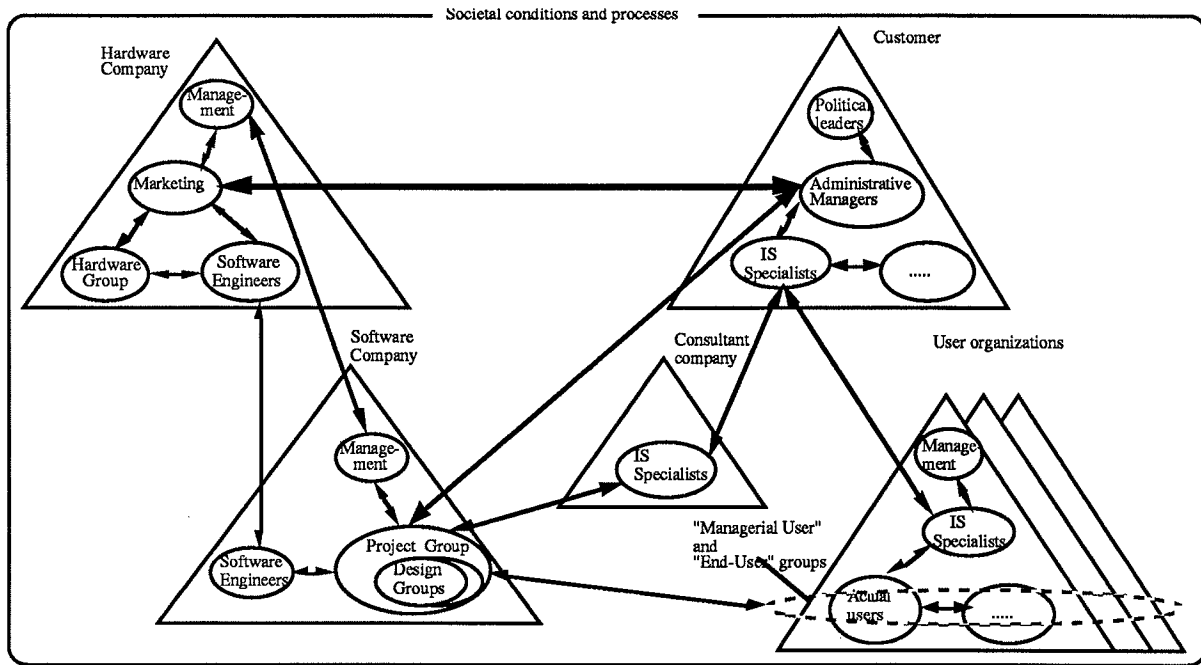 Societal conditions and processes
Hardware
Company
Manage-
ment
Marketing
Hardware
Group
Software
Engineers
Customer
Political
leaders
Administrative
Managers
IS
Specialists
.....
Software
Company
Manage-
ment
Software
Engineers
Project Group
Design
Groups
Consultant
company
IS
Specialists
User organizations
Manage-
ment
IS
Specialists
"Managerial User"
and
"End-User" groups
Actual
users
.....